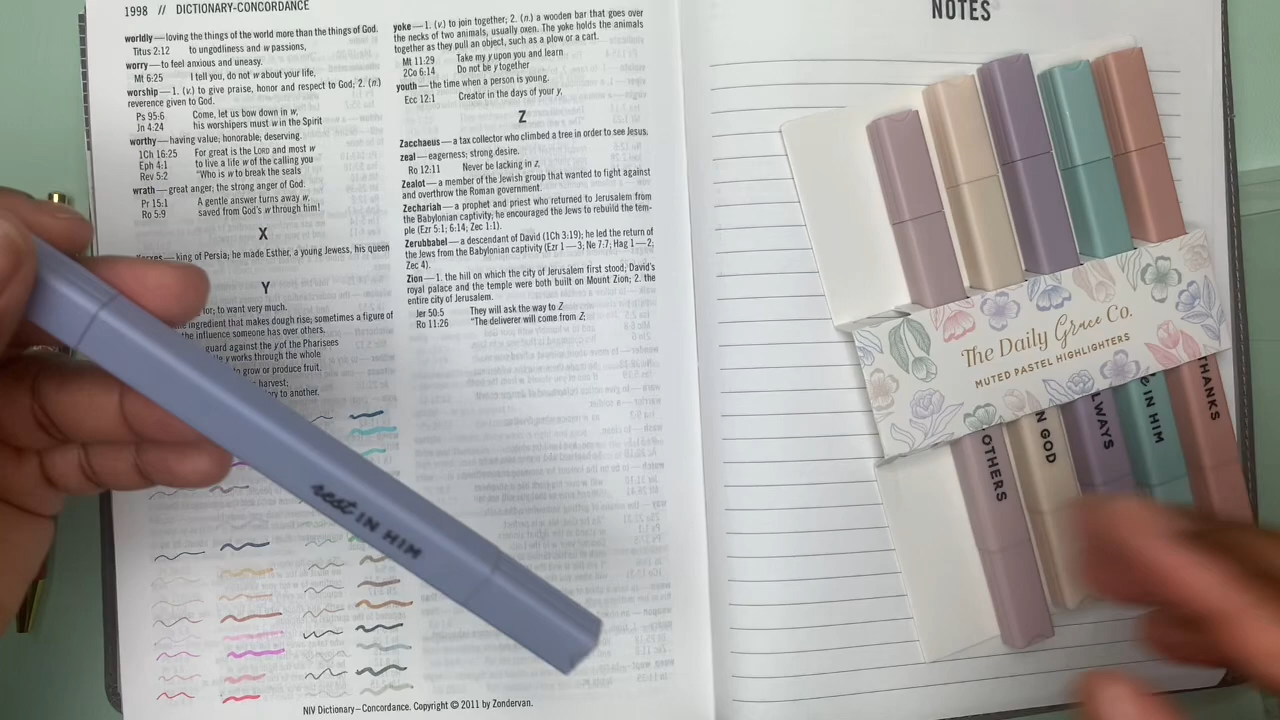 1998 // DICTIONARY-CONCORDANCE
worldly — loving the things of the world more than the things of God.
Titus 2:12 to ungodliness and w passions,
worry — to feel anxious and uneasy.
Mt 6:25 I tell you, do not w about your life,
worship — 1. (v.) to give praise, honor and respect to God; 2. (n.)
reverence given to God.
Ps 95:6 Come, let us bow down in w,
Jn 4:24 his worshipers must w in the Spirit
worthy — having value; honorable; deserving.
1Ch 16:25 For great is the LORD and most w
Eph 4:1 to live a life w of the calling you
Rev 5:2 "Who is w to break the seals
wrath — great anger; the strong anger of God.
Pr 15:1 A gentle answer turns away w,
Ro 5:9 saved from God's w through him!
X
king of Persia; he made Esther, a young Jewess, his queen
Y
for; to want very much.
ingredient that makes dough rise; sometimes a figure of
the influence someone has over others.
guard against the y of the Pharisees
y works through the whole
to grow or produce fruit.
harvest;
to another.
yoke — 1. (v.) to join together; 2. (n.) a wooden bar that goes over
the necks of two animals, usually oxen. The yoke holds the animals
together as they pull an object, such as a plow or a cart.
Mt 11:29 Take my y upon you and learn
2Co 6:14 Do not be y together
youth — the time when a person is young.
Ecc 12:1 Creator in the days of your y,
Z
Zacchaeus — a tax collector who climbed a tree in order to see Jesus.
zeal — eagerness; strong desire.
Ro 12:11 Never be lacking in z,
Zealot — a member of the Jewish group that wanted to fight against
and overthrow the Roman government.
Zechariah — a prophet and priest who returned to Jerusalem from
the Babylonian captivity; he encouraged the Jews to rebuild the tem-
ple (Ezr 5:1; 6:14; Zec 1:1).
Zerubbabel — a descendant of David (1Ch 3:19); he led the return of
the Jews from the Babylonian captivity (Ezr 1—3; Ne 7:7; Hag 1—2;
Zec 4).
Zion — 1. the hill on which the city of Jerusalem first stood; David's
royal palace and the temple were both built on Mount Zion; 2. the
entire city of Jerusalem.
Jer 50:5 They will ask the way to Z
Ro 11:26 "The deliverer will come from Z;
NIV Dictionary–Concordance. Copyright © 2011 by Zondervan.
rest IN HIM
NOTES
The Daily Grace Co.
MUTED PASTEL HIGHLIGHTERS
OTHERS
N GOD
LWAYS
IN HIM
HANKS